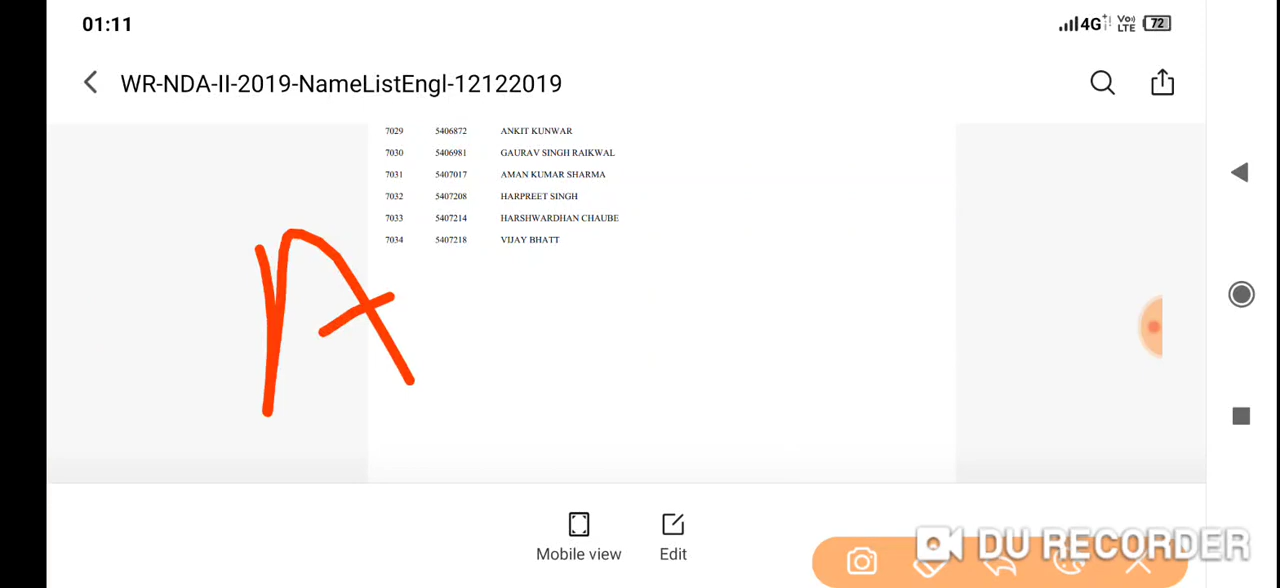 01:11
4G Vo)) LTE 72
WR-NDA-II-2019-NameListEngl-12122019
7029 5406872 ANKIT KUNWAR
7030 5406981 GAURAV SINGH RAIKWAL
7031 5407017 AMAN KUMAR SHARMA
7032 5407208 HARPREET SINGH
7033 5407214 HARSHWARDHAN CHAUBE
7034 5407218 VIJAY BHATT
A
Mobile view Edit
DU RECORDER